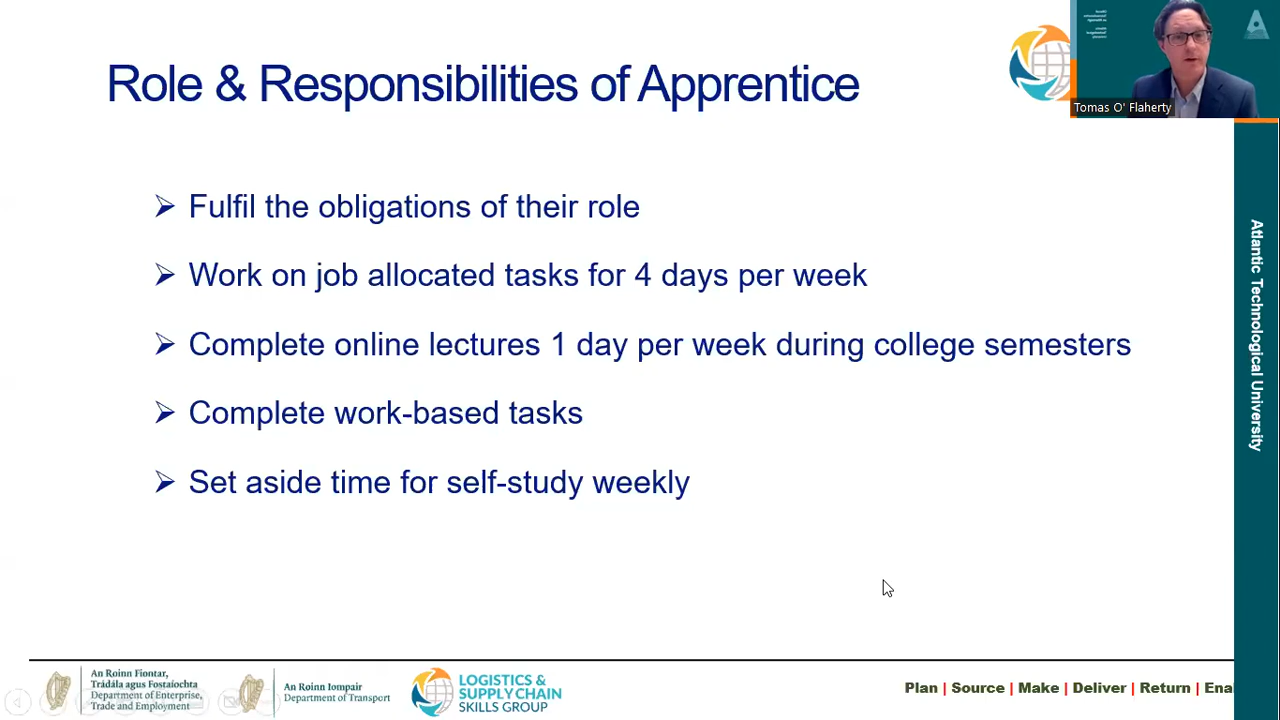 Role & Responsibilities of Apprentice
Tomas O' Flaherty
➢ Fulfil the obligations of their role
➢ Work on job allocated tasks for 4 days per week
➢ Complete online lectures 1 day per week during college semesters
➢ Complete work-based tasks
➢ Set aside time for self-study weekly
Atlantic Technological University
An Roinn Fiontar,
Trádála agus Fostaíochta
Department of Enterprise,
Trade and Employment
An Roinn Iompair
Department of Transport
LOGISTICS &
SUPPLY CHAIN
SKILLS GROUP
Plan | Source | Make | Deliver | Return | Ena